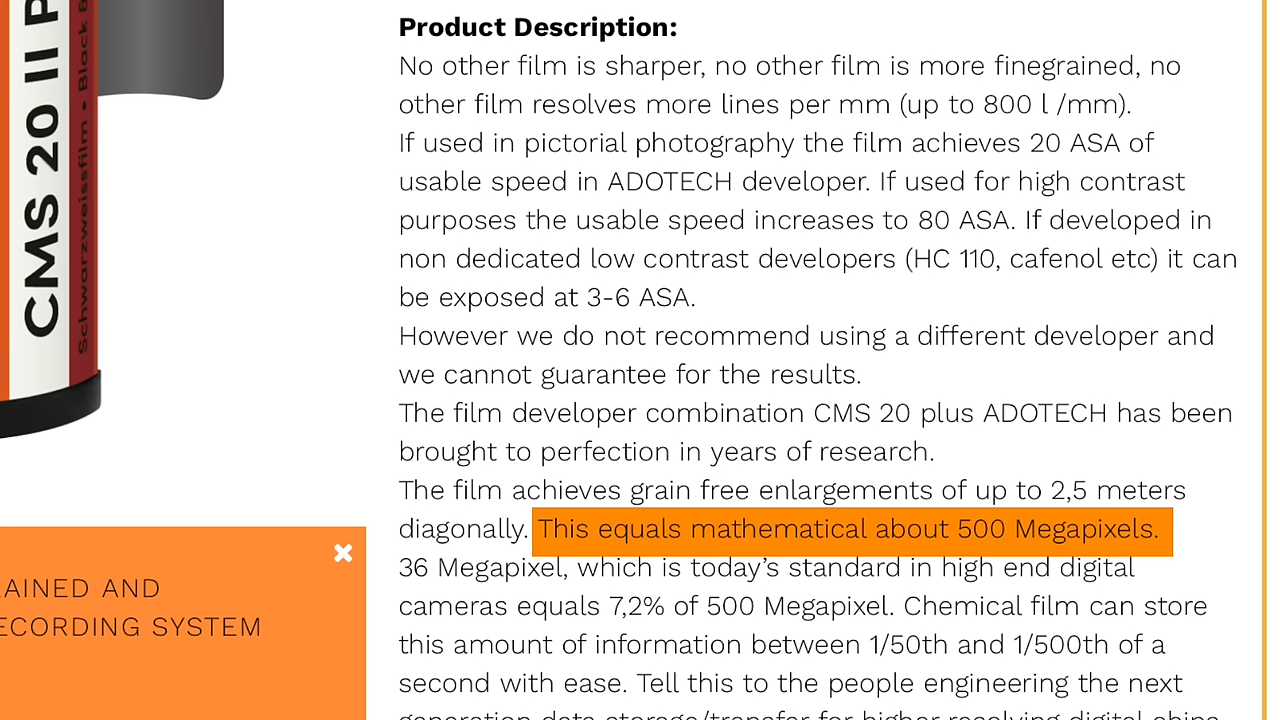 CMS 20 II
Schwarzweissfilm • Black &
AINED AND
ECORDING SYSTEM
Product Description:
No other film is sharper, no other film is more finegrained, no
other film resolves more lines per mm (up to 800 l /mm).
If used in pictorial photography the film achieves 20 ASA of
usable speed in ADOTECH developer. If used for high contrast
purposes the usable speed increases to 80 ASA. If developed in
non dedicated low contrast developers (HC 110, cafenol etc) it can
be exposed at 3-6 ASA.
However we do not recommend using a different developer and
we cannot guarantee for the results.
The film developer combination CMS 20 plus ADOTECH has been
brought to perfection in years of research.
The film achieves grain free enlargements of up to 2,5 meters
diagonally. This equals mathematical about 500 Megapixels.
36 Megapixel, which is today’s standard in high end digital
cameras equals 7,2% of 500 Megapixel. Chemical film can store
this amount of information between 1/50th and 1/500th of a
second with ease. Tell this to the people engineering the next
generation data storage/transfer for higher resolving digital chips